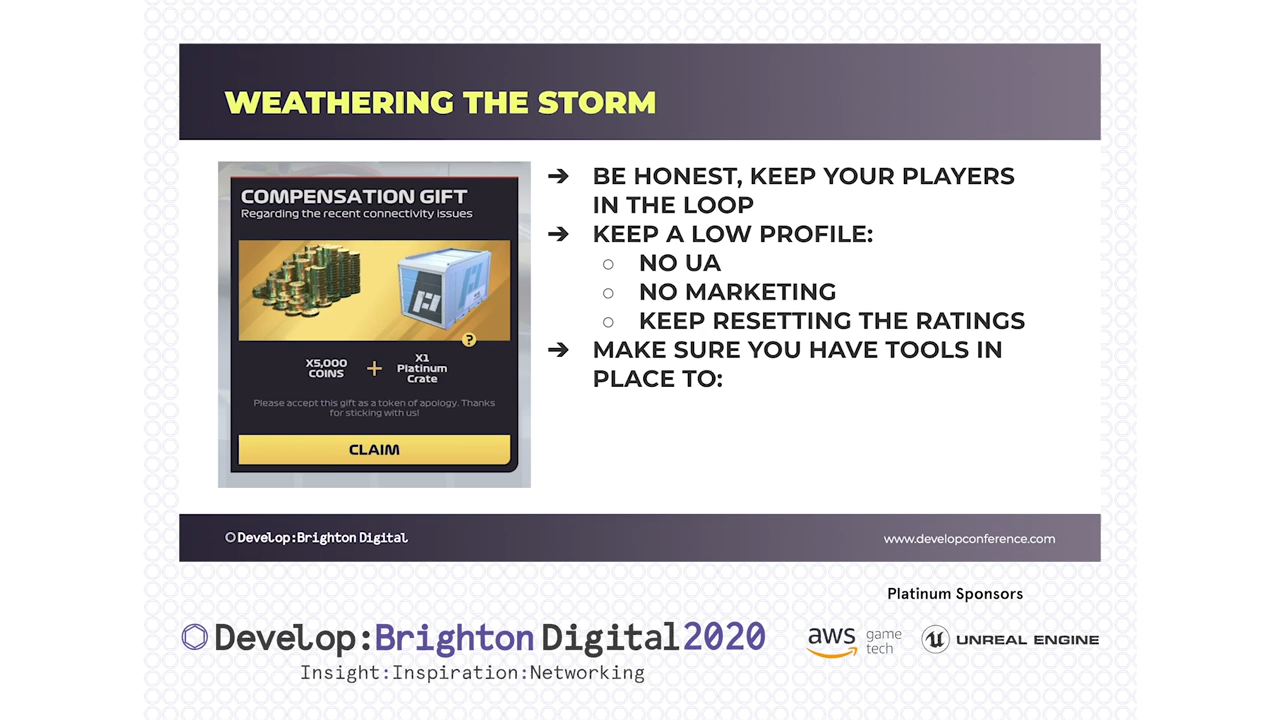 WEATHERING THE STORM
COMPENSATION GIFT
Regarding the recent connectivity issues
?
X5,000
COINS
+
X1
Platinum
Crate
Please accept this gift as a token of apology. Thanks
for sticking with us!
CLAIM
➔ BE HONEST, KEEP YOUR PLAYERS
IN THE LOOP
➔ KEEP A LOW PROFILE:
○ NO UA
○ NO MARKETING
○ KEEP RESETTING THE RATINGS
➔ MAKE SURE YOU HAVE TOOLS IN
PLACE TO:
Develop:Brighton Digital
www.developconference.com
Platinum Sponsors
Develop:Brighton Digital 2020
Insight:Inspiration:Networking
aws game
tech
UNREAL ENGINE